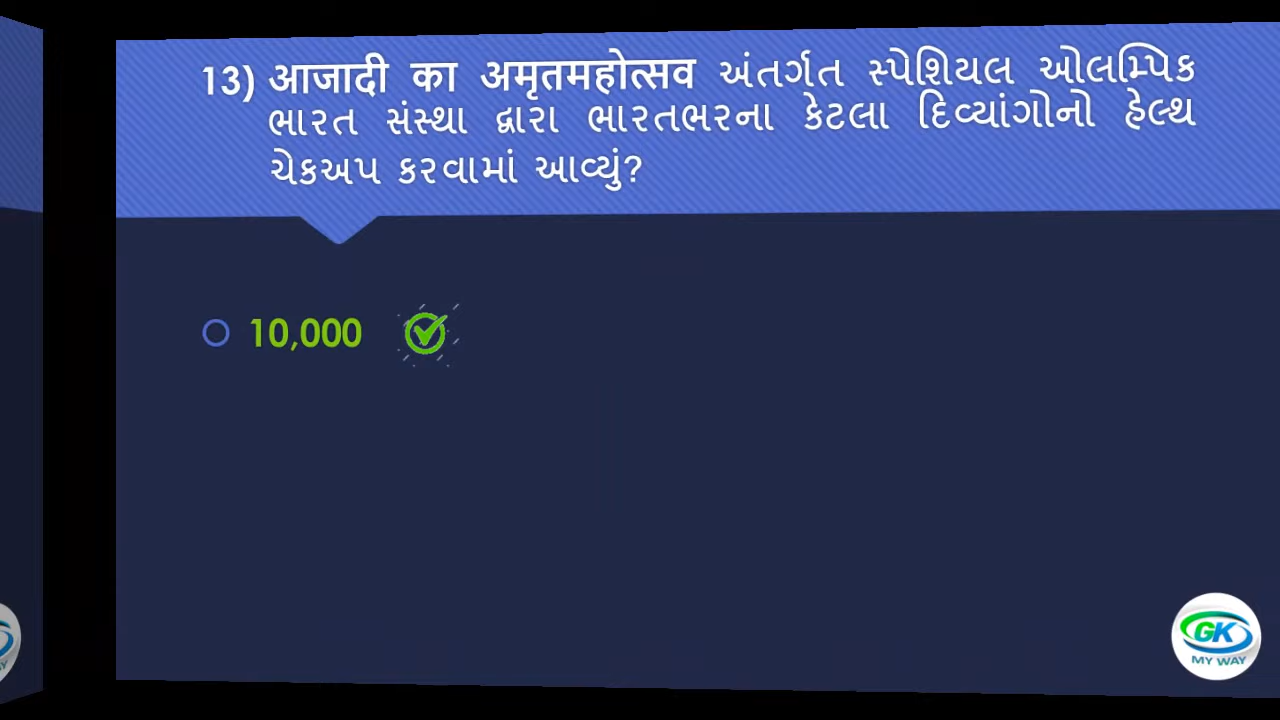 13) आजादी का अमृतमहोत्सव અંતર્ગત સ્પેશિયલ ઓલમ્પિક
ભારત સંસ્થા દ્વારા ભારતભરના કેટલા દિવ્યાંગોનો હેલ્થ
ચેકઅપ કરવામાં આવ્યું?
10,000
GK
MY WAY